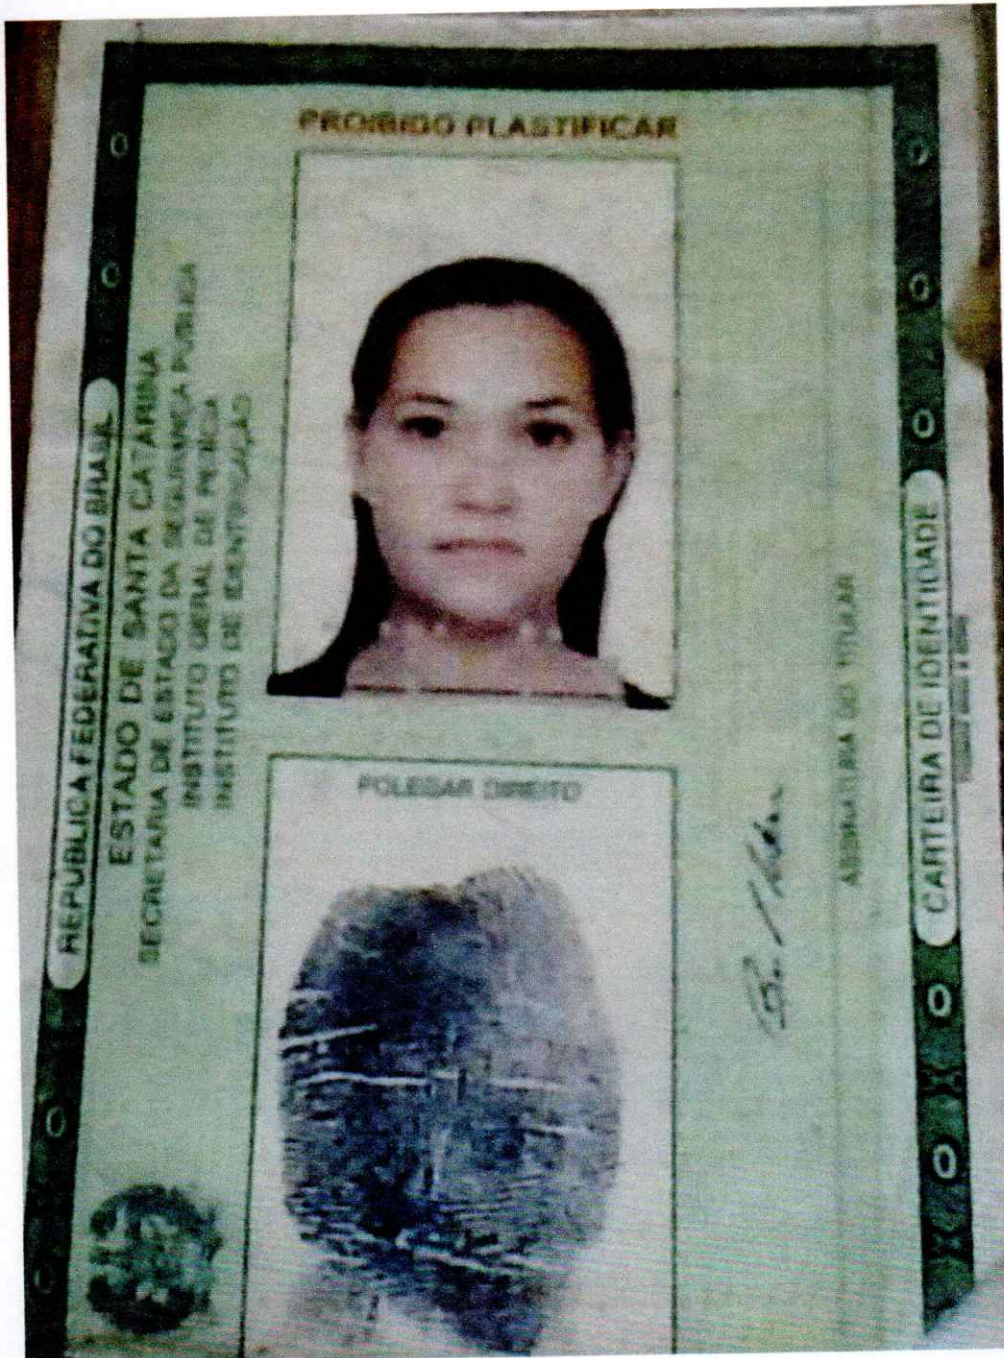 REPÚBLICA FEDERATIVA DO BRASIL
ESTADO DE SANTA CATARINA
SECRETARIA DE ESTADO DA SEGURANÇA PÚBLICA
INSTITUTO GERAL DE PERÍCIA
INSTITUTO DE IDENTIFICAÇÃO
PROIBIDO PLASTIFICAR
POLEGAR DIREITO
ASSINATURA DO TITULAR
CARTEIRA DE IDENTIDADE